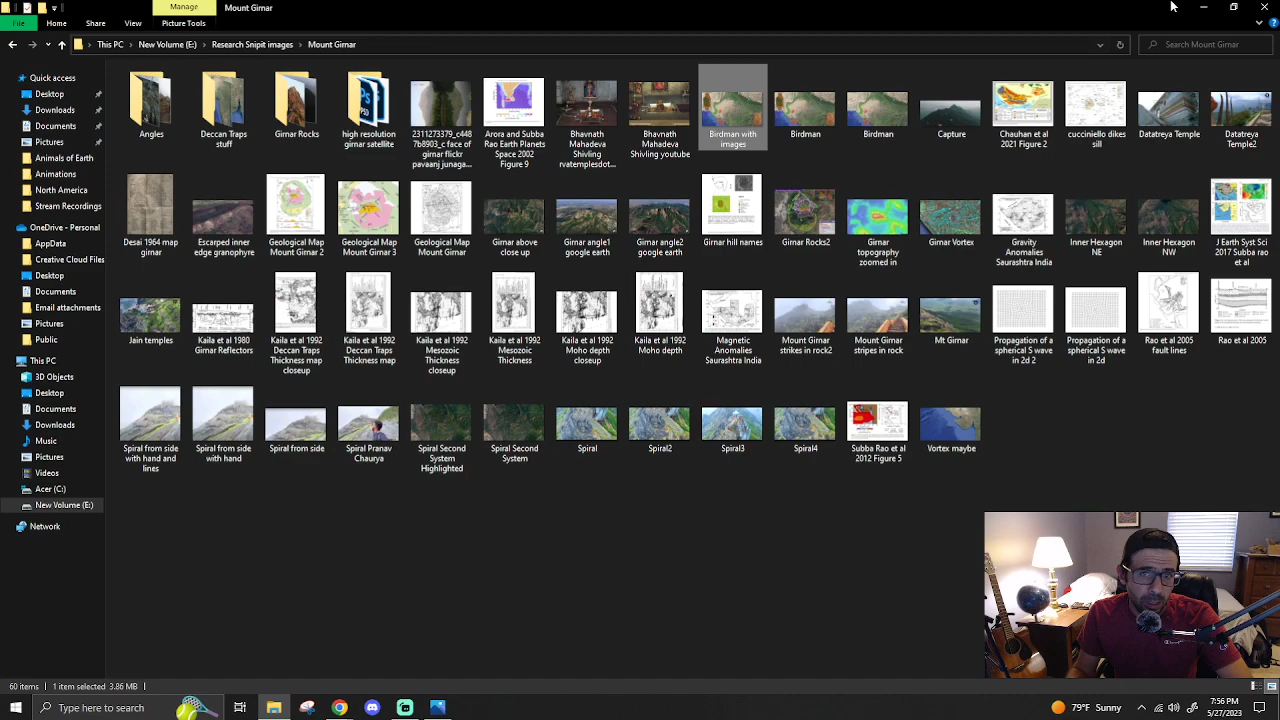 Manage
Mount Girnar
File
Home
Share
View
Picture Tools
This PC
New Volume (E:)
Research Snipit images
Mount Girnar
Search Mount Girnar
Quick access
Desktop
Downloads
Documents
Pictures
Animals of Earth
Animations
North America
Stream Recordings
OneDrive - Personal
AppData
Creative Cloud Files
Desktop
Documents
Email attachments
Pictures
Public
This PC
3D Objects
Desktop
Documents
Downloads
Music
Pictures
Videos
Acer (C:)
New Volume (E:)
Network
Angles
Deccan Traps
stuff
Girnar Rocks
high resolution
girnar satellite
2311273379_c448
7b8903_c face of
girnar flickr
pavaanj junaga...
Arora and Subba
Rao Earth Planets
Space 2002
Figure 9
Bhavnath
Mahadeva
Shivling
rvatemplesdot...
Bhavnath
Mahadeva
Shivling youtube
Birdman with
images
Birdman
Birdman
Capture
Chauhan et al
2021 Figure 2
cucciniello dikes
sill
Datatreya Temple
Datatreya
Temple2
Desai 1964 map
girnar
Escarped inner
edge granophyre
Geological Map
Mount Girnar 2
Geological Map
Mount Girnar 3
Geological Map
Mount Girnar
Girnar above
close up
Girnar angle1
google earth
Girnar angle2
google earth
Girnar hill names
Girnar Rocks2
Girnar
topography
zoomed in
Girnar Vortex
Gravity
Anomalies
Saurashtra India
Inner Hexagon
NE
Inner Hexagon
NW
J Earth Syst Sci
2017 Subba rao
et al
Jain temples
Kaila et al 1980
Girnar Reflectors
Kaila et al 1992
Deccan Traps
Thickness map
closeup
Kaila et al 1992
Deccan Traps
Thickness map
Kaila et al 1992
Mesozoic
Thickness
closeup
Kaila et al 1992
Mesozoic
Thickness
Kaila et al 1992
Moho depth
closeup
Kaila et al 1992
Moho depth
Magnetic
Anomalies
Saurashtra India
Mount Girnar
strikes in rock2
Mount Girnar
stripes in rock
Mt Girnar
Propagation of a
spherical S wave
in 2d 2
Propagation of a
spherical S wave
in 2d
Rao et al 2005
fault lines
Rao et al 2005
Spiral from side
with hand and
lines
Spiral from side
with hand
Spiral from side
Spiral Pranav
Chaurya
Spiral Second
System
Highlighted
Spiral Second
System
Spiral
Spiral2
Spiral3
Spiral4
Subba Rao et al
2012 Figure 5
Vortex maybe
60 items
1 item selected 3.86 MB
Type here to search
79°F Sunny
7:56 PM
5/27/2023